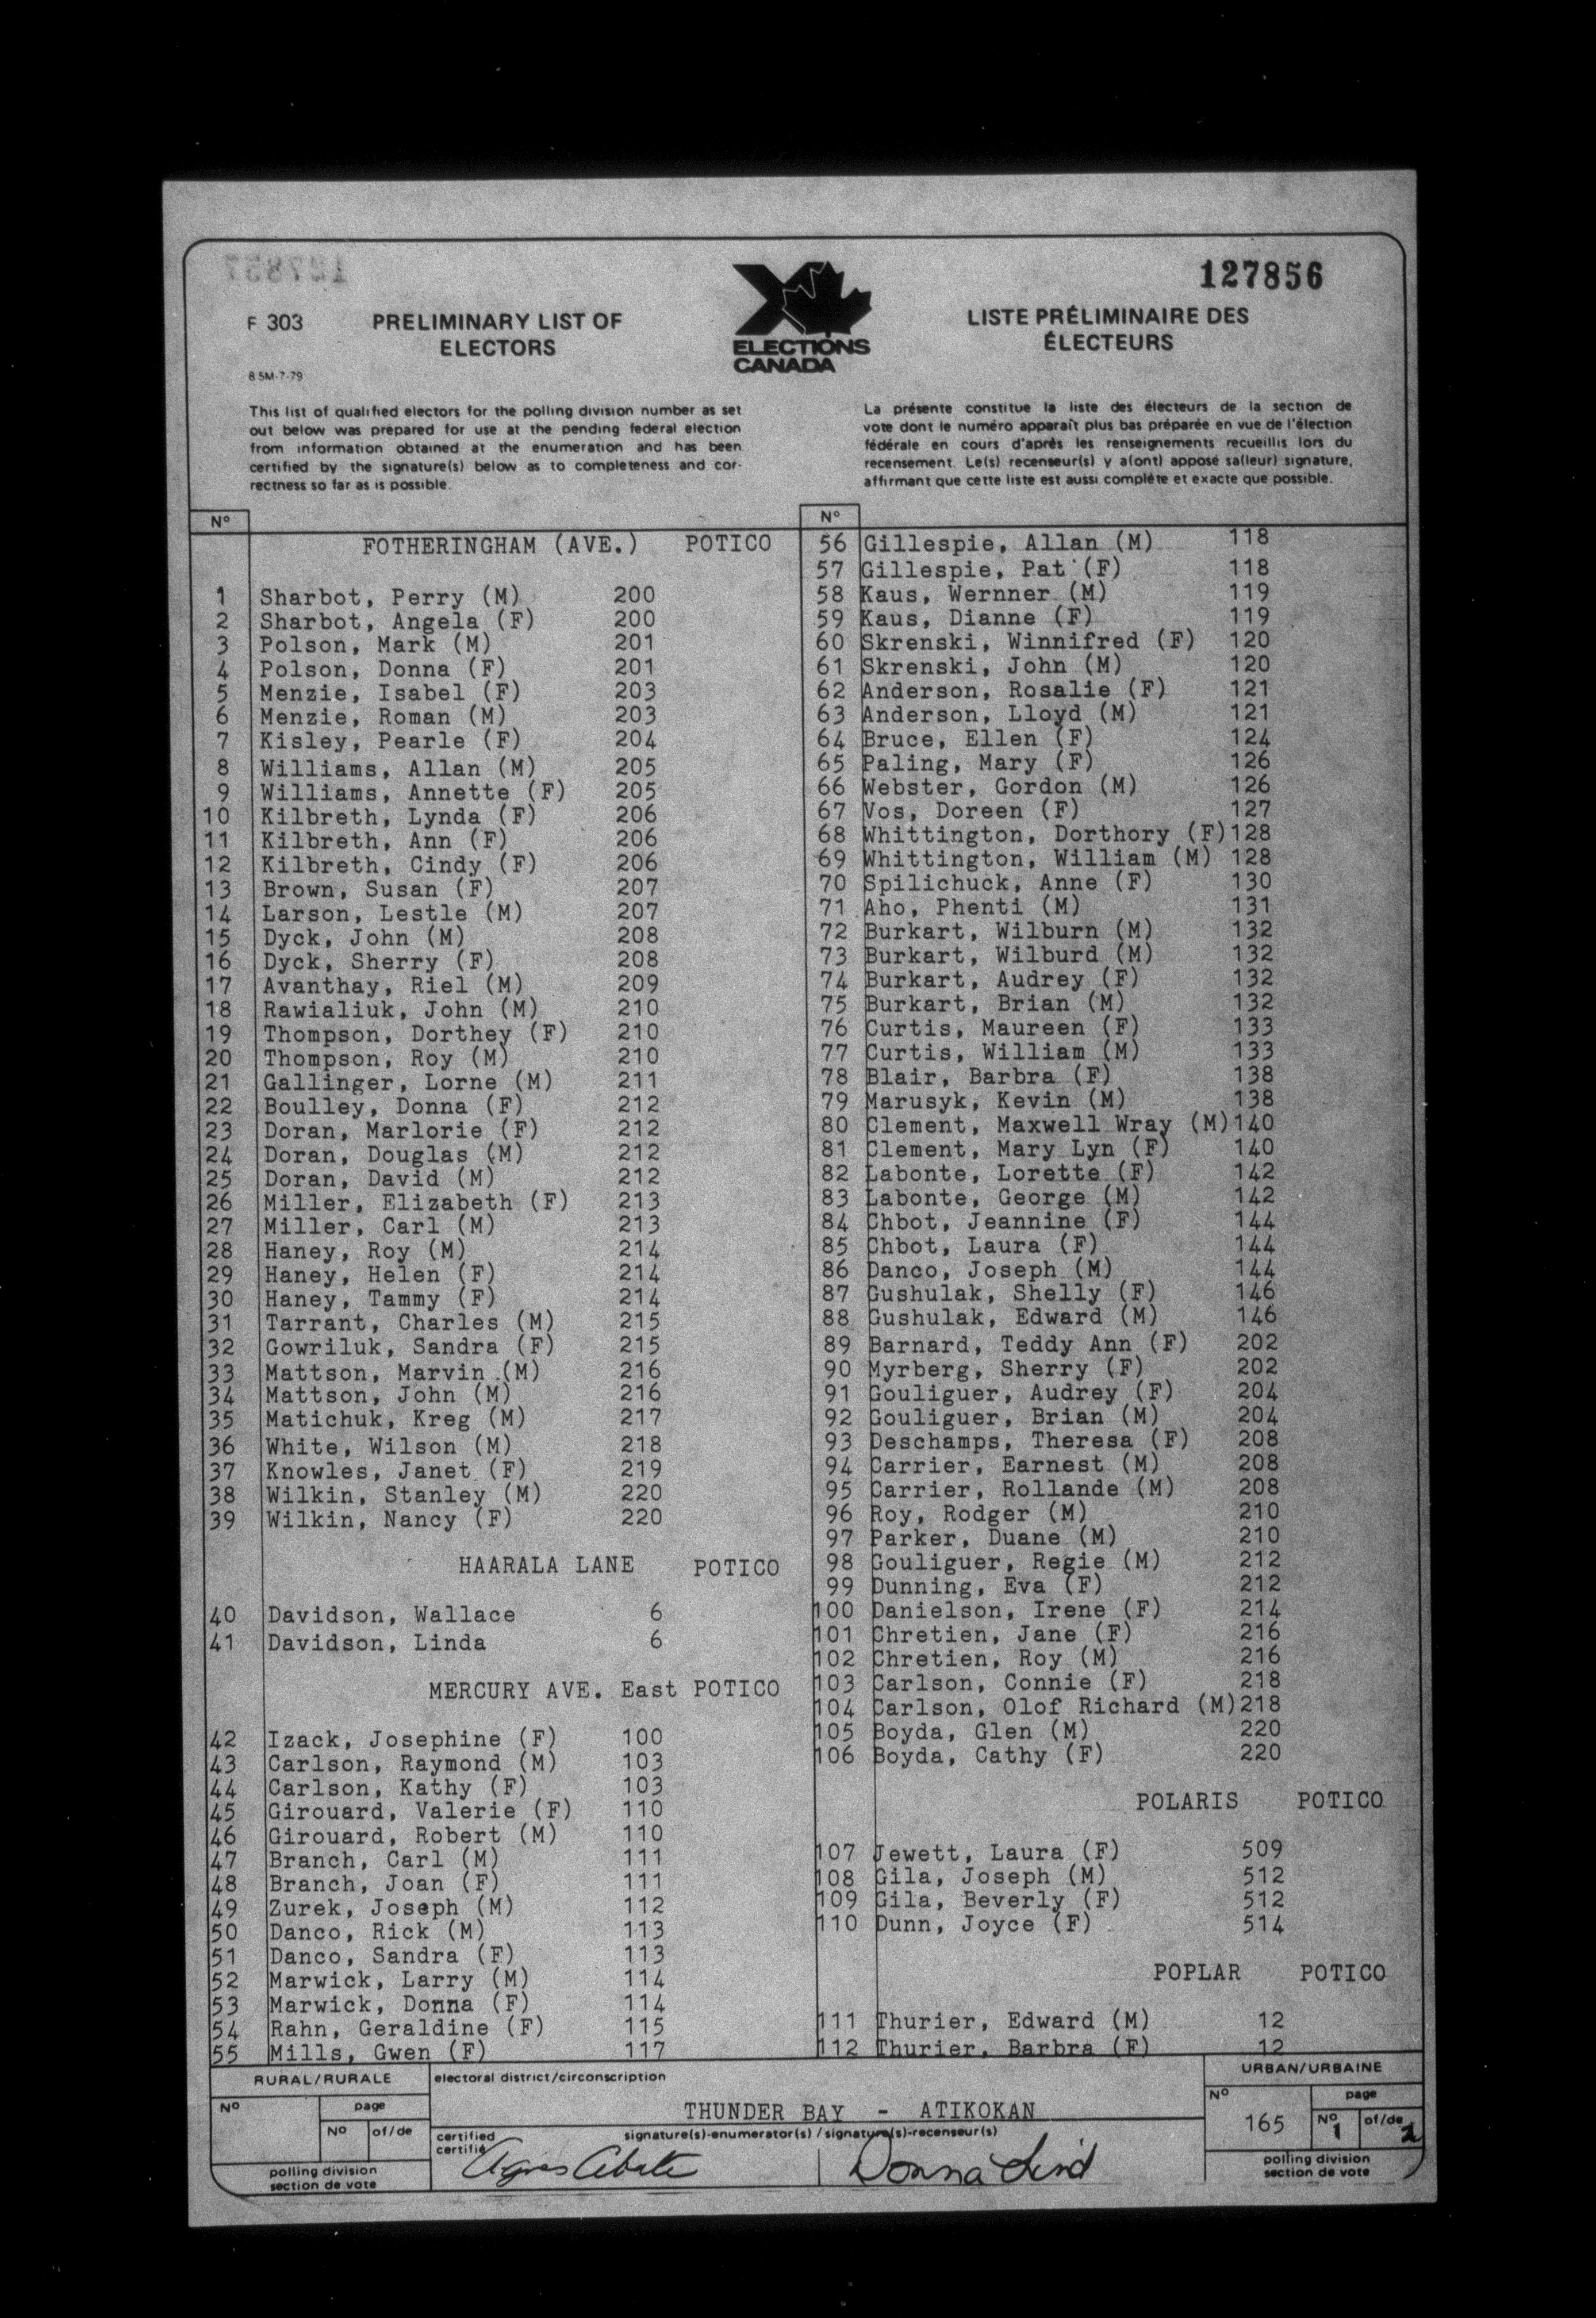 127856
F 303
PRELIMINARY LIST OF
ELECTORS
8.5M-7-79
ELECTIONS
CANADA
LISTE PRÉLIMINAIRE DES
ÉLECTEURS
This list of qualified electors for the polling division number as set
out below was prepared for use at the pending federal election
from information obtained at the enumeration and has been
certified by the signature(s) below as to completeness and cor-
rectness so far as is possible.
La présente constitue la liste des électeurs de la section de
vote dont le numéro apparaît plus bas préparée en vue de l'élection
fédérale en cours d'après les renseignements recueillis lors du
recensement. Le(s) recenseur(s) y a(ont) apposé sa(leur) signature,
affirmant que cette liste est aussi complète et exacte que possible.
Nº
FOTHERINGHAM (AVE.) POTICO
1 Sharbot, Perry (M) 200
2 Sharbot, Angela (F) 200
3 Polson, Mark (M) 201
4 Polson, Donna (F) 201
5 Menzie, Isabel (F) 203
6 Menzie, Roman (M) 203
7 Kisley, Pearle (F) 204
8 Williams, Allan (M) 205
9 Williams, Annette (F) 205
10 Kilbreth, Lynda (F) 206
11 Kilbreth, Ann (F) 206
12 Kilbreth, Cindy (F) 206
13 Brown, Susan (F) 207
14 Larson, Lestle (M) 207
15 Dyck, John (M) 208
16 Dyck, Sherry (F) 208
17 Avanthay, Riel (M) 209
18 Rawialiuk, John (M) 210
19 Thompson, Dorthey (F) 210
20 Thompson, Roy (M) 210
21 Gallinger, Lorne (M) 211
22 Boulley, Donna (F) 212
23 Doran, Marlorie (F) 212
24 Doran, Douglas (M) 212
25 Doran, David (M) 212
26 Miller, Elizabeth (F) 213
27 Miller, Carl (M) 213
28 Haney, Roy (M) 214
29 Haney, Helen (F) 214
30 Haney, Tammy (F) 214
31 Tarrant, Charles (M) 215
32 Gowriluk, Sandra (F) 215
33 Mattson, Marvin (M) 216
34 Mattson, John (M) 216
35 Matichuk, Kreg (M) 217
36 White, Wilson (M) 218
37 Knowles, Janet (F) 219
38 Wilkin, Stanley (M) 220
39 Wilkin, Nancy (F) 220
HAARALA LANE POTICO
40 Davidson, Wallace 6
41 Davidson, Linda 6
MERCURY AVE. East POTICO
42 Izack, Josephine (F) 100
43 Carlson, Raymond (M) 103
44 Carlson, Kathy (F) 103
45 Girouard, Valerie (F) 110
46 Girouard, Robert (M) 110
47 Branch, Carl (M) 111
48 Branch, Joan (F) 111
49 Zurek, Joseph (M) 112
50 Danco, Rick (M) 113
51 Danco, Sandra (F) 113
52 Marwick, Larry (M) 114
53 Marwick, Donna (F) 114
54 Rahn, Geraldine (F) 115
55 Mills, Gwen (F) 117
Nº
56 Gillespie, Allan (M) 118
57 Gillespie, Pat (F) 118
58 Kaus, Wernner (M) 119
59 Kaus, Dianne (F) 119
60 Skrenski, Winnifred (F) 120
61 Skrenski, John (M) 120
62 Anderson, Rosalie (F) 121
63 Anderson, Lloyd (M) 121
64 Bruce, Ellen (F) 124
65 Paling, Mary (F) 126
66 Webster, Gordon (M) 126
67 Vos, Doreen (F) 127
68 Whittington, Dorthory (F) 128
69 Whittington, William (M) 128
70 Spilichuck, Anne (F) 130
71 Aho, Phenti (M) 131
72 Burkart, Wilburn (M) 132
73 Burkart, Wilburd (M) 132
74 Burkart, Audrey (F) 132
75 Burkart, Brian (M) 132
76 Curtis, Maureen (F) 133
77 Curtis, William (M) 133
78 Blair, Barbra (F) 138
79 Marusyk, Kevin (M) 138
80 Clement, Maxwell Wray (M) 140
81 Clement, Mary Lyn (F) 140
82 Labonte, Lorette (F) 142
83 Labonte, George (M) 142
84 Chbot, Jeannine (F) 144
85 Chbot, Laura (F) 144
86 Danco, Joseph (M) 144
87 Gushulak, Shelly (F) 146
88 Gushulak, Edward (M) 146
89 Barnard, Teddy Ann (F) 202
90 Myrberg, Sherry (F) 202
91 Gouliguer, Audrey (F) 204
92 Gouliguer, Brian (M) 204
93 Deschamps, Theresa (F) 208
94 Carrier, Earnest (M) 208
95 Carrier, Rollande (M) 208
96 Roy, Rodger (M) 210
97 Parker, Duane (M) 210
98 Gouliguer, Regie (M) 212
99 Dunning, Eva (F) 212
100 Danielson, Irene (F) 214
101 Chretien, Jane (F) 216
102 Chretien, Roy (M) 216
103 Carlson, Connie (F) 218
104 Carlson, Olof Richard (M) 218
105 Boyda, Glen (M) 220
106 Boyda, Cathy (F) 220
POLARIS POTICO
107 Jewett, Laura (F) 509
108 Gila, Joseph (M) 512
109 Gila, Beverly (F) 512
110 Dunn, Joyce (F) 514
POPLAR POTICO
111 Thurier, Edward (M) 12
112 Thurier, Barbra (F) 12
RURAL/RURALE
Nº
page
Nº of/de
polling division
section de vote
electoral district/circonscription
THUNDER BAY - ATIKOKAN
certified
certifié
signature(s)-enumerator(s) / signature(s)-recenseur(s)
Donna Lind
URBAN/URBAINE
Nº
165
page
Nº 1 of/de 2
polling division
section de vote